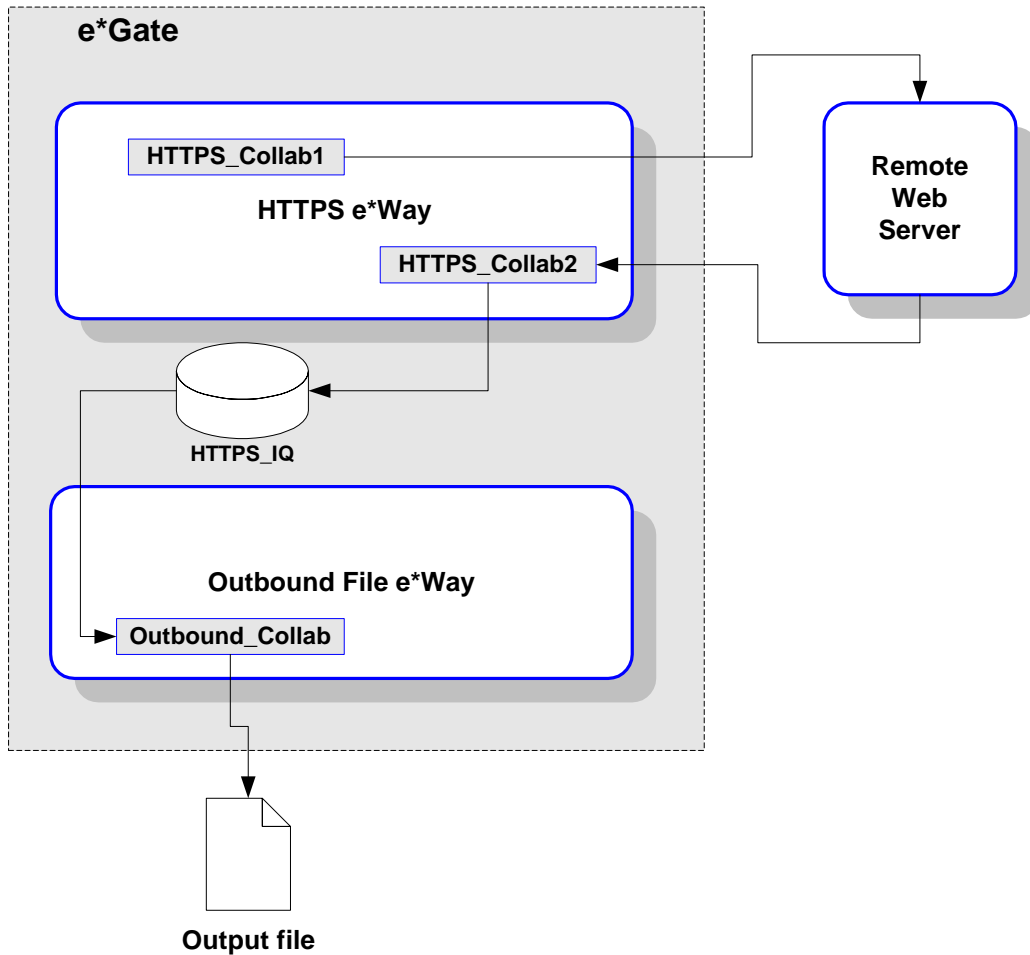 e*Gate
HTTPS_Collab1
HTTPS e*Way
HTTPS_Collab2
Remote
Web
Server
HTTPS_IQ
Outbound File e*Way
Outbound_Collab
Output file